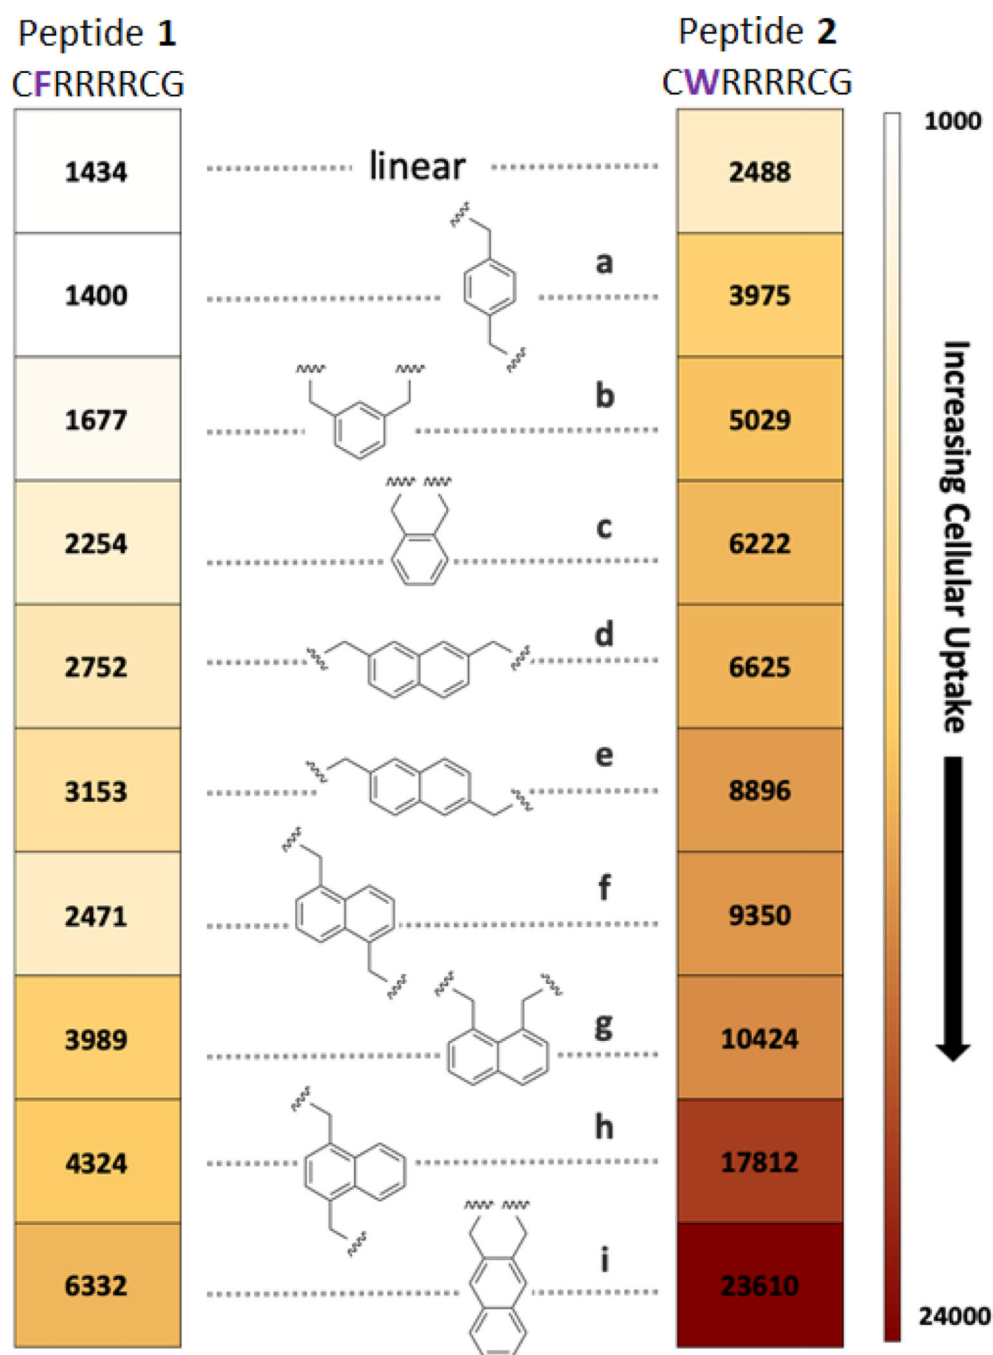 Peptide 1
CFRRRRCG
Peptide 2
CWRRRRCG
1434
linear
2488
1000
1400
a
3975
1677
b
5029
2254
c
6222
2752
d
6625
3153
e
8896
2471
f
9350
3989
g
10424
4324
h
17812
6332
i
23610
24000
Increasing Cellular Uptake